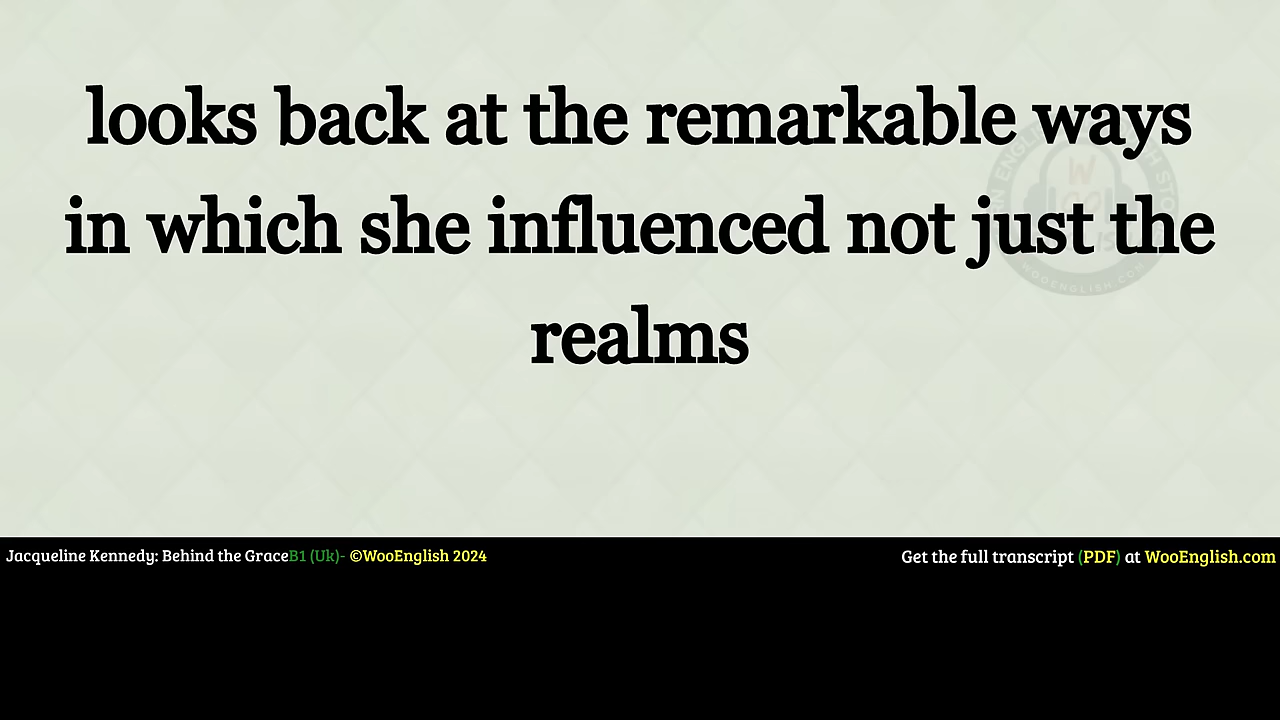 looks back at the remarkable ways
in which she influenced not just the
realms
Jacqueline Kennedy: Behind the GraceB1 (Uk)- ©WooEnglish 2024
Get the full transcript (PDF) at WooEnglish.com